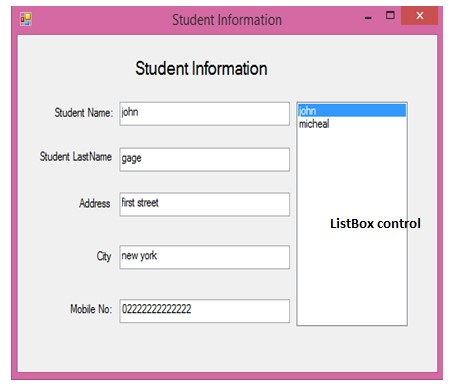 Student Information
Student Information
Student Name: john
john
micheal
Student LastName gage
Address first street
ListBox control
City new york
Mobile No: 02222222222222